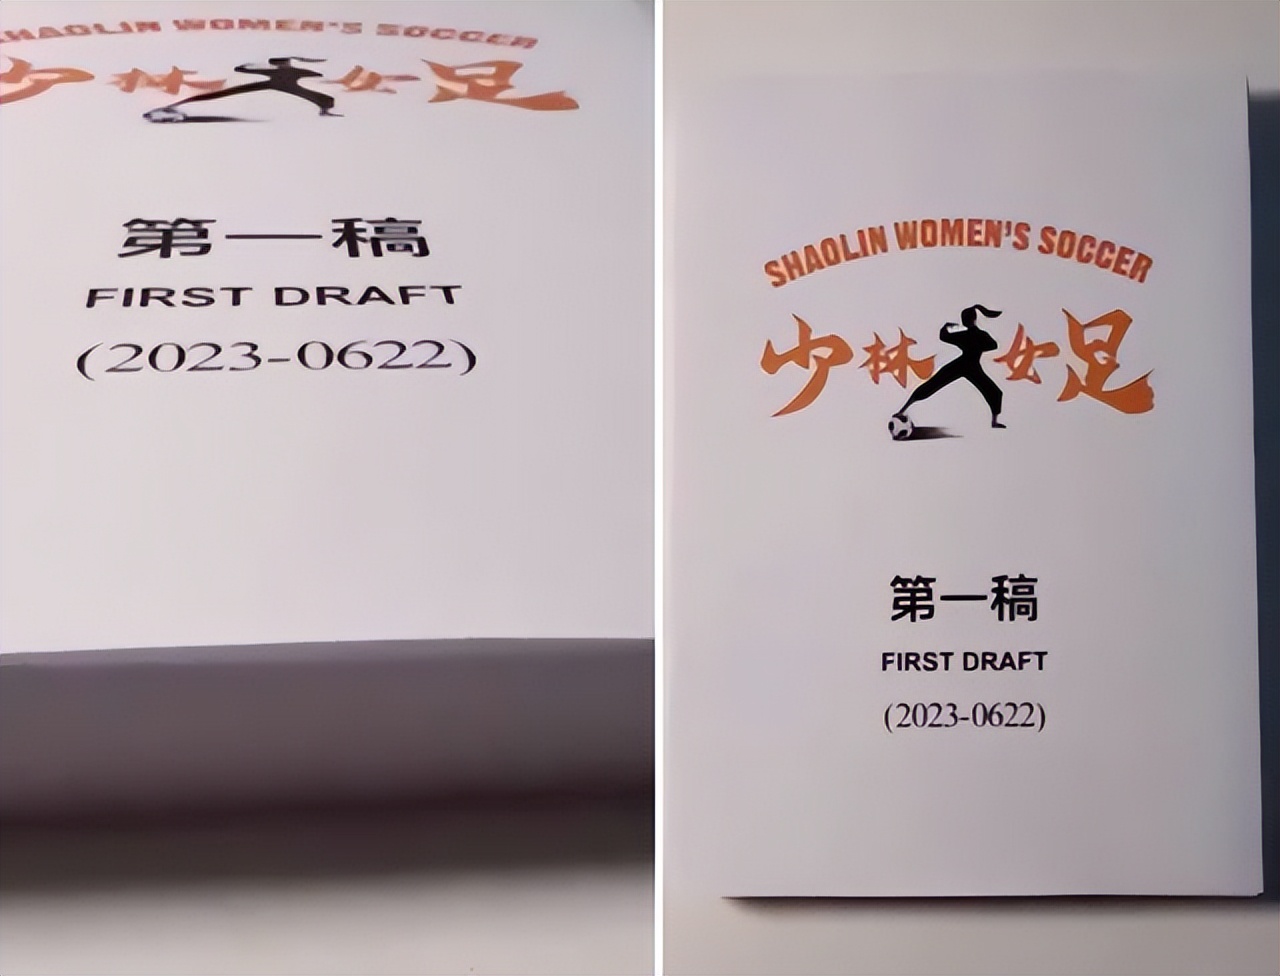 SHAOLIN WOMEN'S SOCCER
少林女足
第一稿
FIRST DRAFT
(2023-0622)
SHAOLIN WOMEN'S SOCCER
少林女足
第一稿
FIRST DRAFT
(2023-0622)